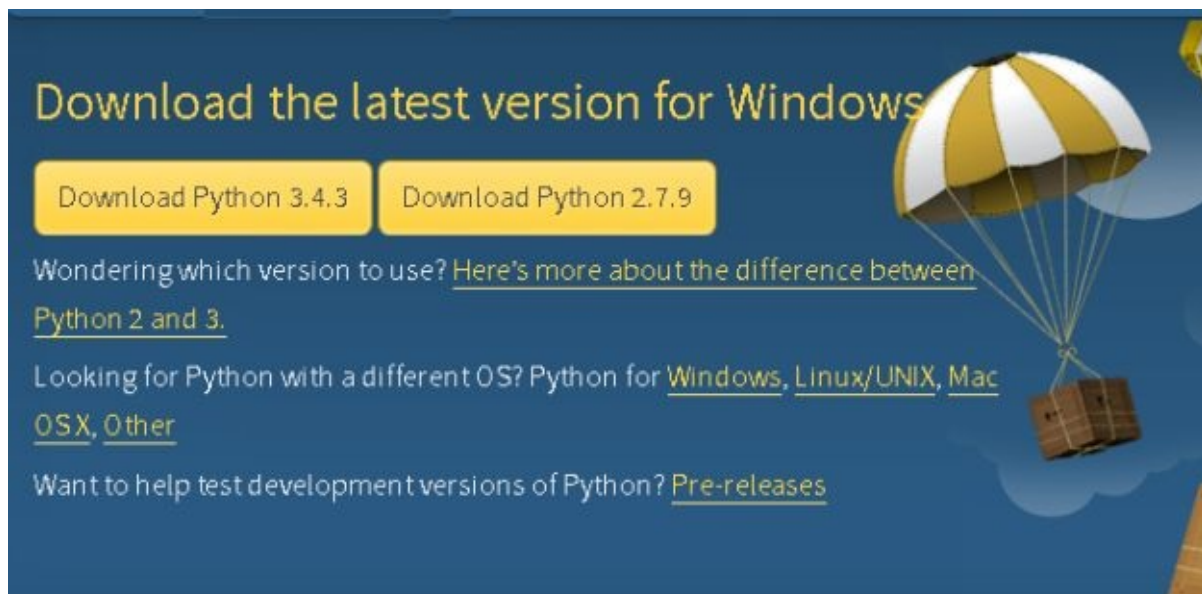 Download the latest version for Windows
Download Python 3.4.3 Download Python 2.7.9
Wondering which version to use? Here's more about the difference between
Python 2 and 3.
Looking for Python with a different OS? Python for Windows, Linux/UNIX, Mac
OS X, Other
Want to help test development versions of Python? Pre-releases